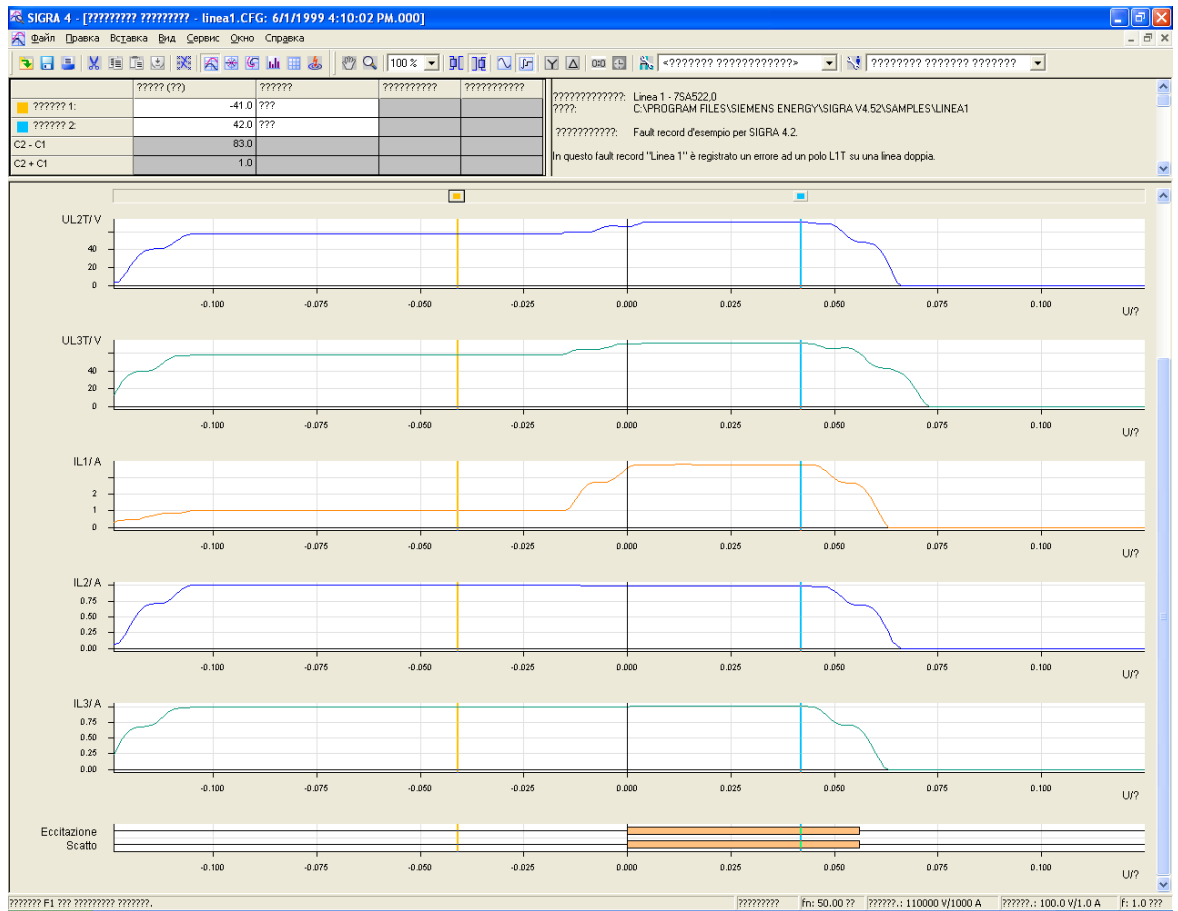 SIGRA 4 - [????????? ????????? - linea1.CFG: 6/1/1999 4:10:02 PM.000]
Файл Правка Вставка Вид Сервис Окно Справка
100 % <??????? ????????????> ???????? ??????? ???????
????? (??) ?????? ?????????? ???????????
?????? 1: -41.0 ???
?????? 2: 42.0 ???
C2 - C1 83.0
C2 + C1 1.0
?????????????: Linea 1 - 7SA522,0
????: C:\PROGRAM FILES\SIEMENS ENERGY\SIGRA V4.52\SAMPLES\LINEA1
???????????: Fault record d'esempio per SIGRA 4.2.
In questo fault record "Linea 1" è registrato un errore ad un polo L1T su una linea doppia.
UL2T/V
40
20
0
-0.100 -0.075 -0.050 -0.025 0.000 0.025 0.050 0.075 0.100
U/?
UL3T/V
40
20
0
-0.100 -0.075 -0.050 -0.025 0.000 0.025 0.050 0.075 0.100
U/?
IL1/A
2
1
0
-0.100 -0.075 -0.050 -0.025 0.000 0.025 0.050 0.075 0.100
U/?
IL2/A
0.75
0.50
0.25
0.00
-0.100 -0.075 -0.050 -0.025 0.000 0.025 0.050 0.075 0.100
U/?
IL3/A
0.75
0.50
0.25
0.00
-0.100 -0.075 -0.050 -0.025 0.000 0.025 0.050 0.075 0.100
U/?
Eccitazione
Scatto
-0.100 -0.075 -0.050 -0.025 0.000 0.025 0.050 0.075 0.100
U/?
??????? F1 ??? ????????? ???????. ????????? fn: 50.00 ?? ??????.: 110000 V/1000 A ??????.: 100.0 V/1.0 A f: 1.0 ???